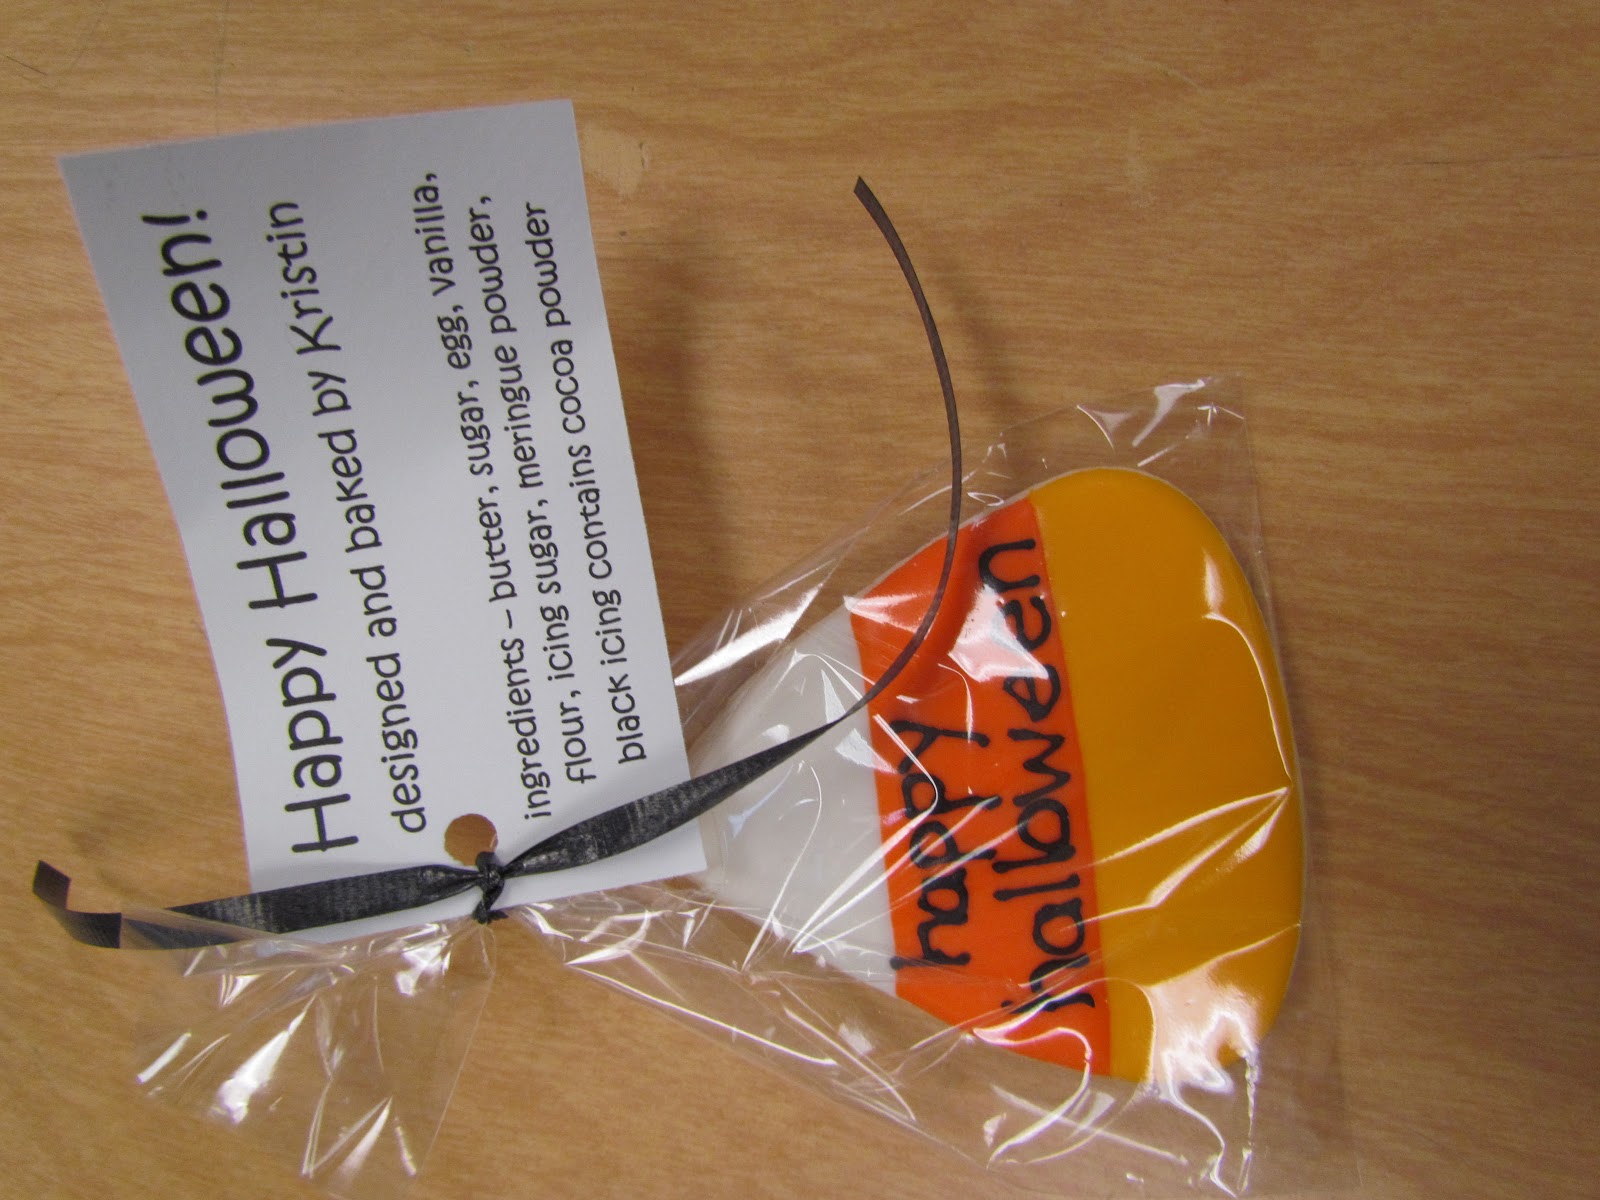 Happy Halloween!
designed and baked by Kristin
ingredients – butter, sugar, egg, vanilla,
flour, icing sugar, meringue powder,
black icing contains cocoa powder
happy
halloween